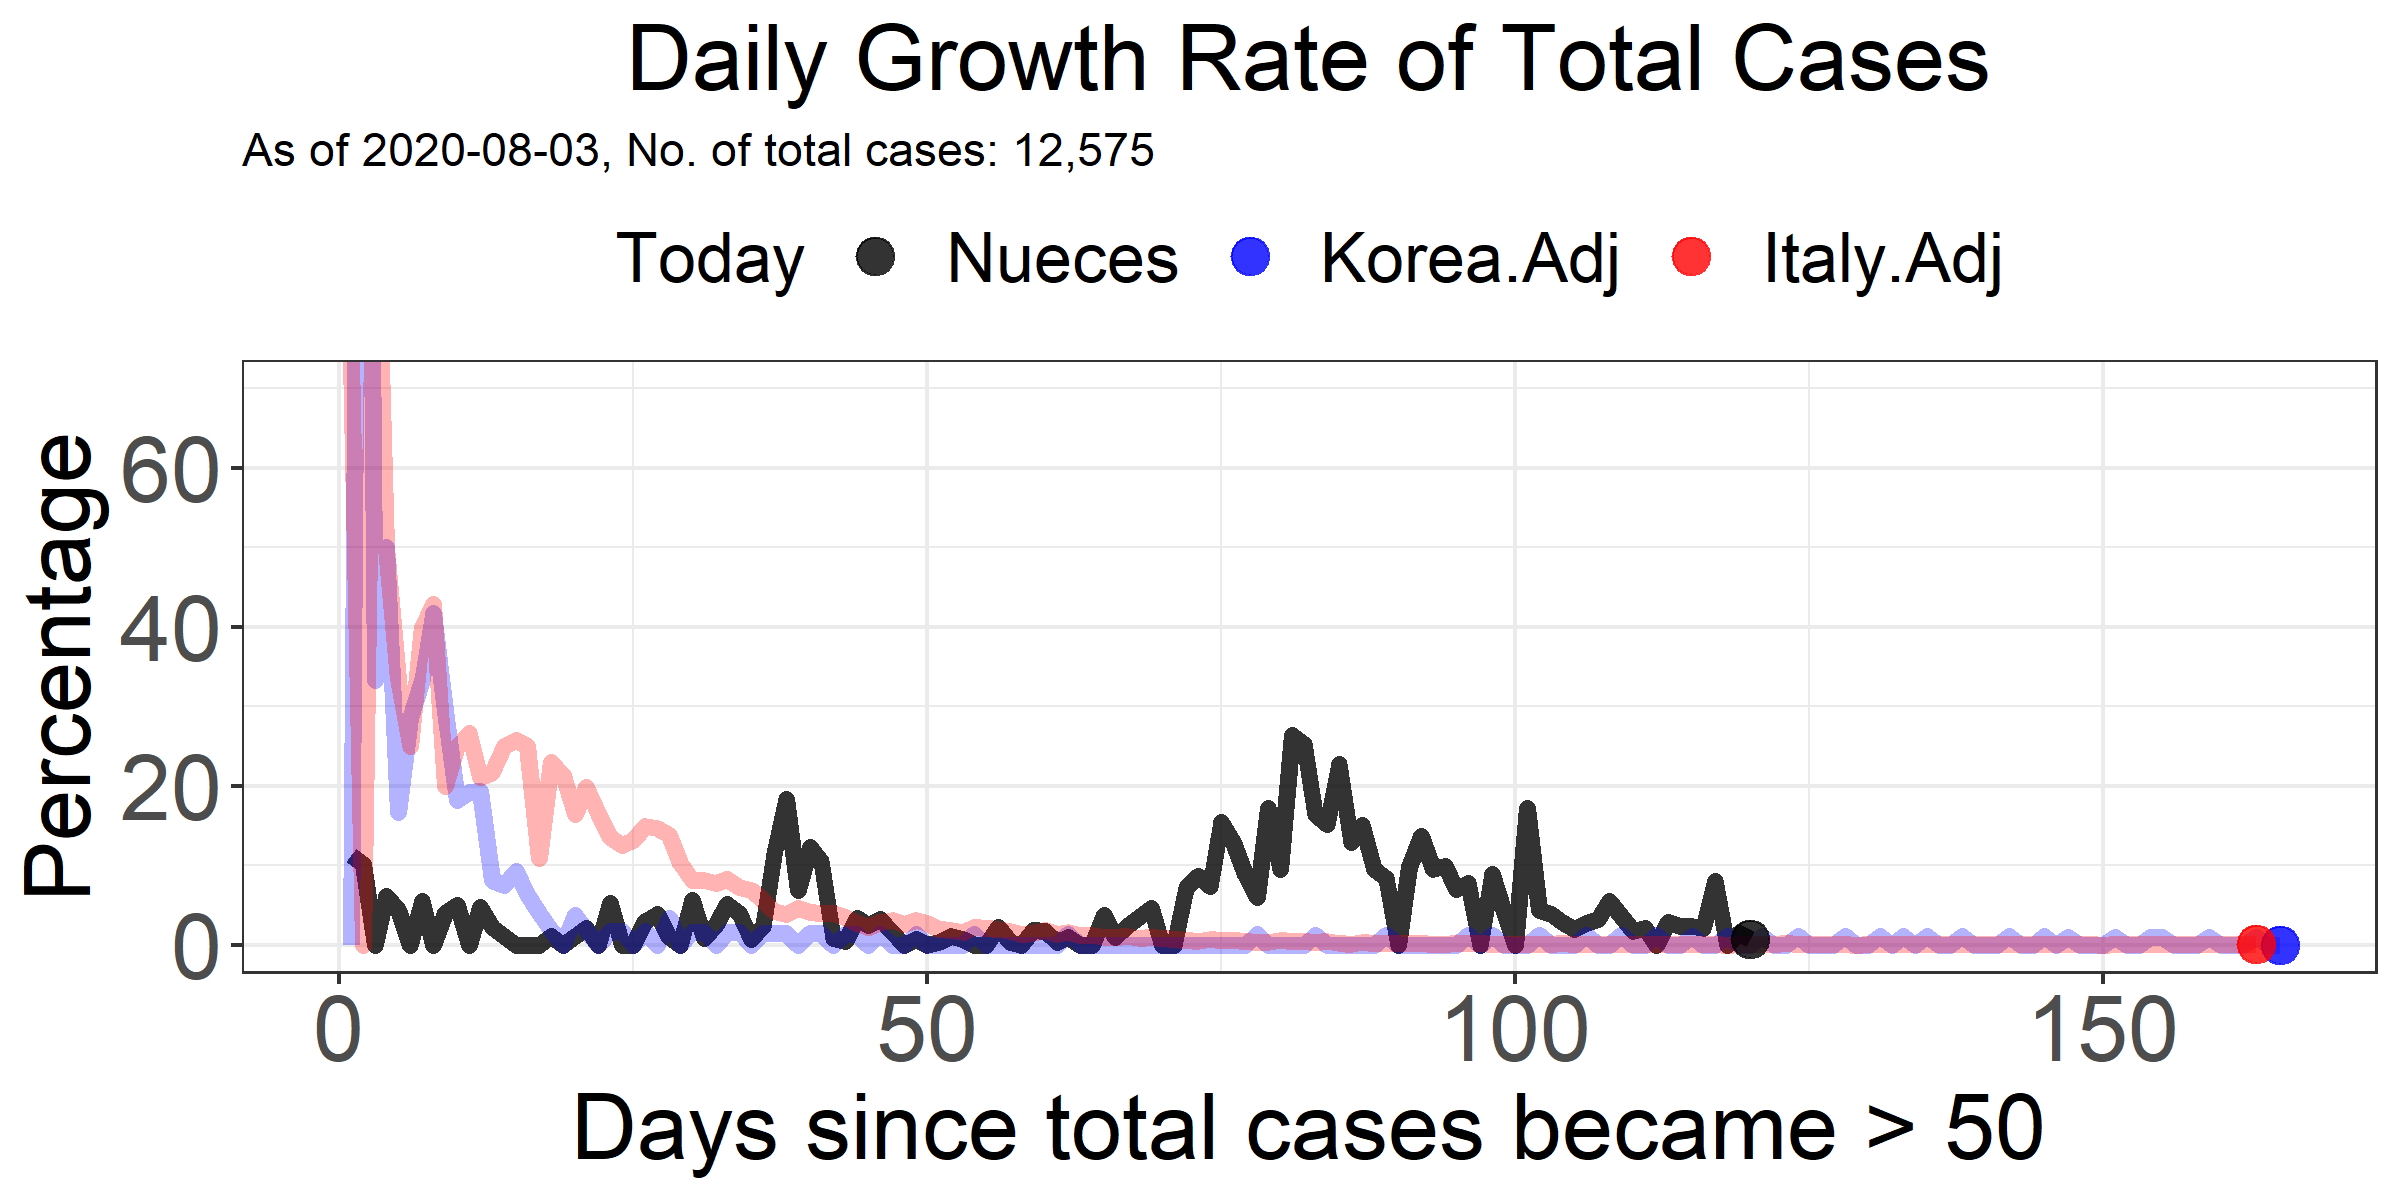 Daily Growth Rate of Total Cases
As of 2020-08-03, No. of total cases: 12,575
Today Nueces Korea.Adj Italy.Adj
Percentage
60
40
20
0
0 50 100 150
Days since total cases became > 50